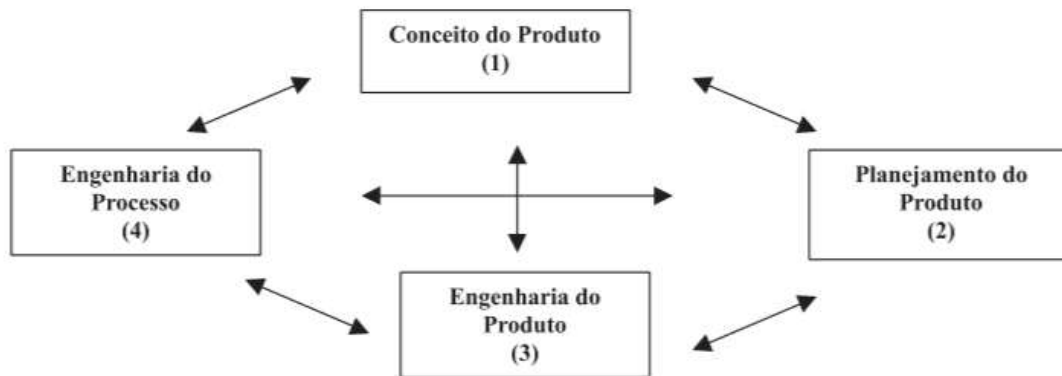 Conceito do Produto
(1)
Engenharia do
Processo
(4)
Planejamento do
Produto
(2)
Engenharia do
Produto
(3)